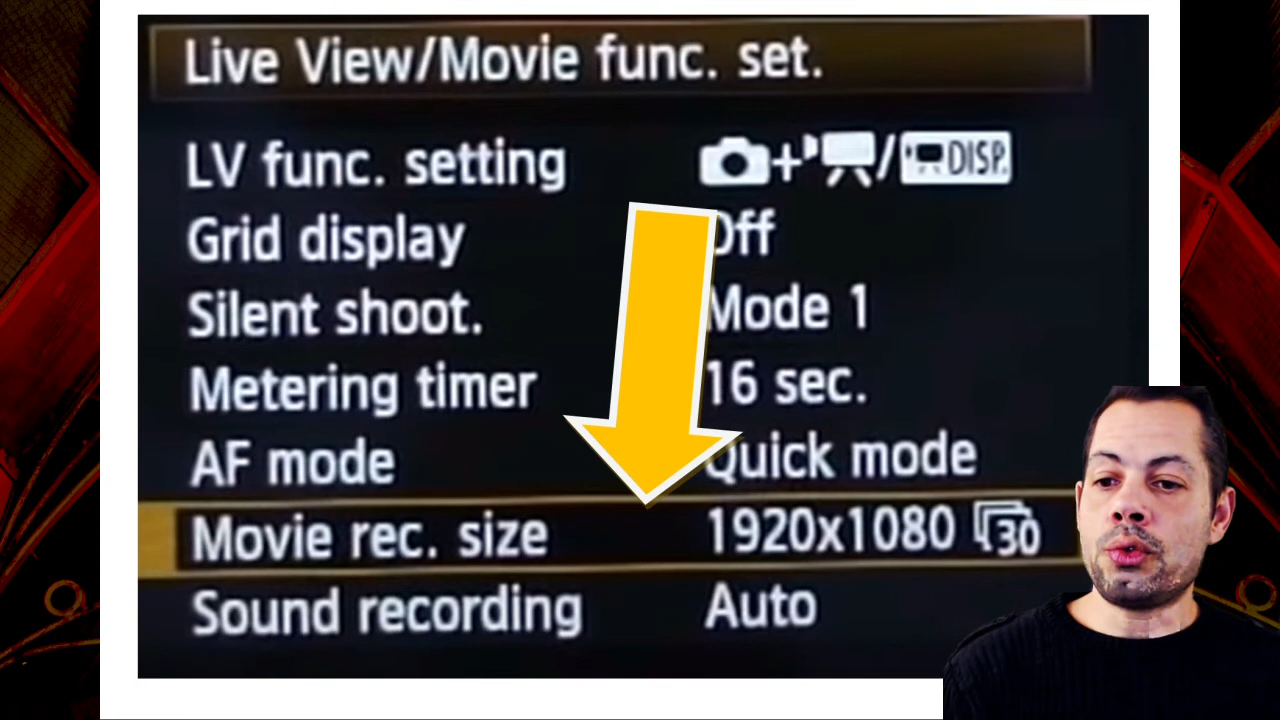 Live View/Movie func. set.
LV func. setting +/DISP.
Grid display Off
Silent shoot. Mode 1
Metering timer 16 sec.
AF mode Quick mode
Movie rec. size 1920x1080 30
Sound recording Auto